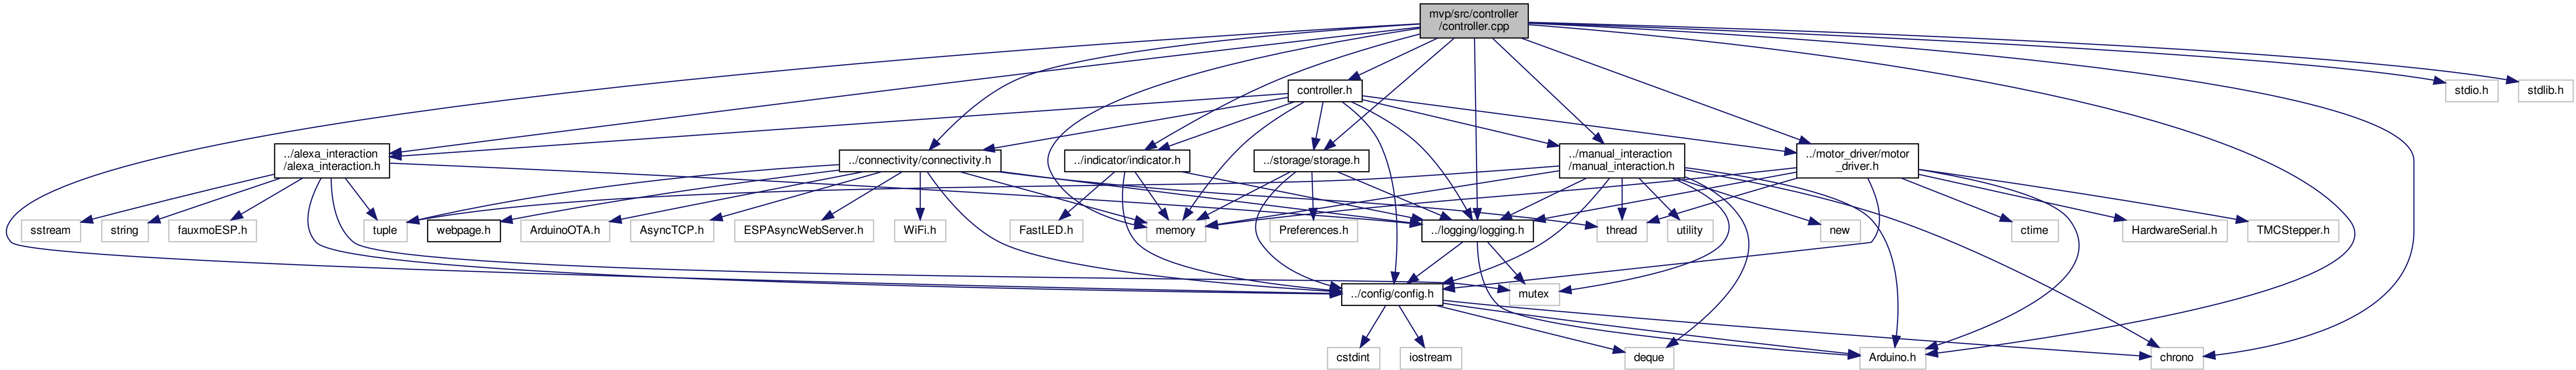 mvp/src/controller
/controller.cpp
controller.h
stdio.h
stdlib.h
../alexa_interaction
/alexa_interaction.h
../connectivity/connectivity.h
../indicator/indicator.h
../storage/storage.h
../manual_interaction
/manual_interaction.h
../motor_driver/motor
_driver.h
sstream
string
fauxmoESP.h
tuple
webpage.h
ArduinoOTA.h
AsyncTCP.h
ESPAsyncWebServer.h
WiFi.h
FastLED.h
memory
Preferences.h
../logging/logging.h
thread
utility
new
ctime
HardwareSerial.h
TMCStepper.h
../config/config.h
mutex
cstdint
iostream
deque
Arduino.h
chrono